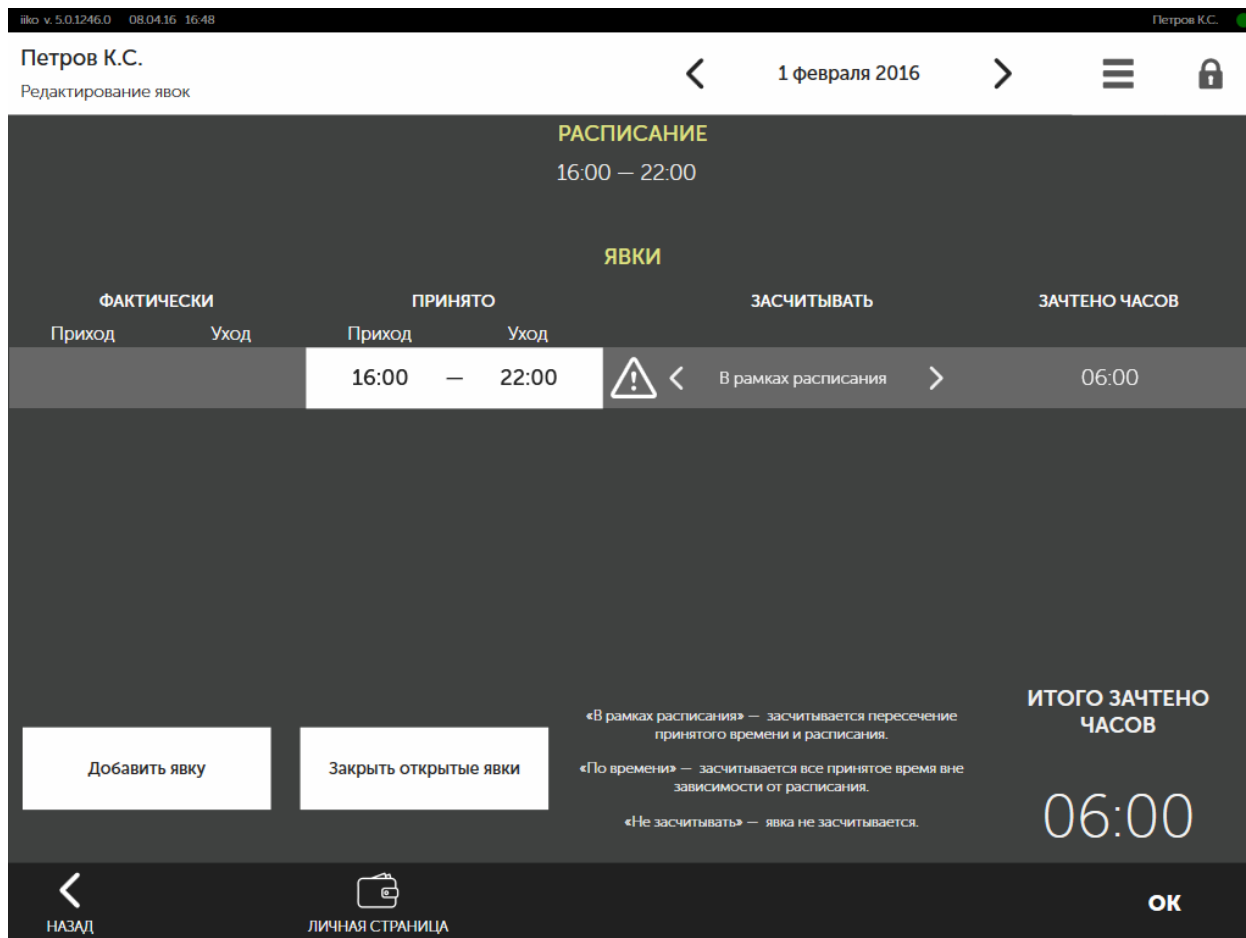 iiko v. 5.0.1246.0 08.04.16 16:48 Петров К.С.
Петров К.С.
Редактирование явок
1 февраля 2016
РАСПИСАНИЕ
16:00 — 22:00
ЯВКИ
ФАКТИЧЕСКИ ПРИНЯТО ЗАСЧИТЫВАТЬ ЗАЧТЕНО ЧАСОВ
Приход Уход Приход Уход
16:00 — 22:00 В рамках расписания 06:00
Добавить явку
Закрыть открытые явки
«В рамках расписания» — засчитывается пересечение
принятого времени и расписания.
«По времени» — засчитывается все принятое время вне
зависимости от расписания.
«Не засчитывать» — явка не засчитывается.
ИТОГО ЗАЧТЕНО
ЧАСОВ
06:00
НАЗАД
ЛИЧНАЯ СТРАНИЦА
ОК